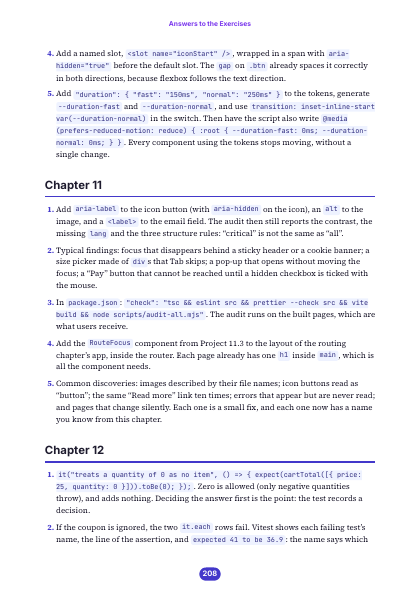 Answers to the Exercises
4. Add a named slot, <slot name="iconStart" />, wrapped in a span with aria-
hidden="true" before the default slot. The gap on .btn already spaces it correctly
in both directions, because flexbox follows the text direction.
5. Add "duration": { "fast": "150ms", "normal": "250ms" } to the tokens, generate
--duration-fast and --duration-normal, and use transition: inset-inline-start
var(--duration-normal) in the switch. Then have the script also write @media
(prefers-reduced-motion: reduce) { :root { --duration-fast: 0ms; --duration-
normal: 0ms; } }. Every component using the tokens stops moving, without a
single change.
Chapter 11
1. Add aria-label to the icon button (with aria-hidden on the icon), an alt to the
image, and a <label> to the email field. The audit then still reports the contrast, the
missing lang and the three structure rules: “critical” is not the same as “all”.
2. Typical findings: focus that disappears behind a sticky header or a cookie banner; a
size picker made of divs that Tab skips; a pop-up that opens without moving the
focus; a “Pay” button that cannot be reached until a hidden checkbox is ticked with
the mouse.
3. In package.json: "check": "tsc && eslint src && prettier --check src && vite
build && node scripts/audit-all.mjs". The audit runs on the built pages, which are
what users receive.
4. Add the RouteFocus component from Project 11.3 to the layout of the routing
chapter’s app, inside the router. Each page already has one h1 inside main, which is
all the component needs.
5. Common discoveries: images described by their file names; icon buttons read as
“button”; the same “Read more” link ten times; errors that appear but are never read;
and pages that change silently. Each one is a small fix, and each one now has a name
you know from this chapter.
Chapter 12
1. it("treats a quantity of 0 as no item", () => { expect(cartTotal([{ price:
25, quantity: 0 }])).toBe(0); });. Zero is allowed (only negative quantities
throw), and adds nothing. Deciding the answer first is the point: the test records a
decision.
2. If the coupon is ignored, the two it.each rows fail. Vitest shows each failing test’s
name, the line of the assertion, and expected 41 to be 36.9: the name says which
208